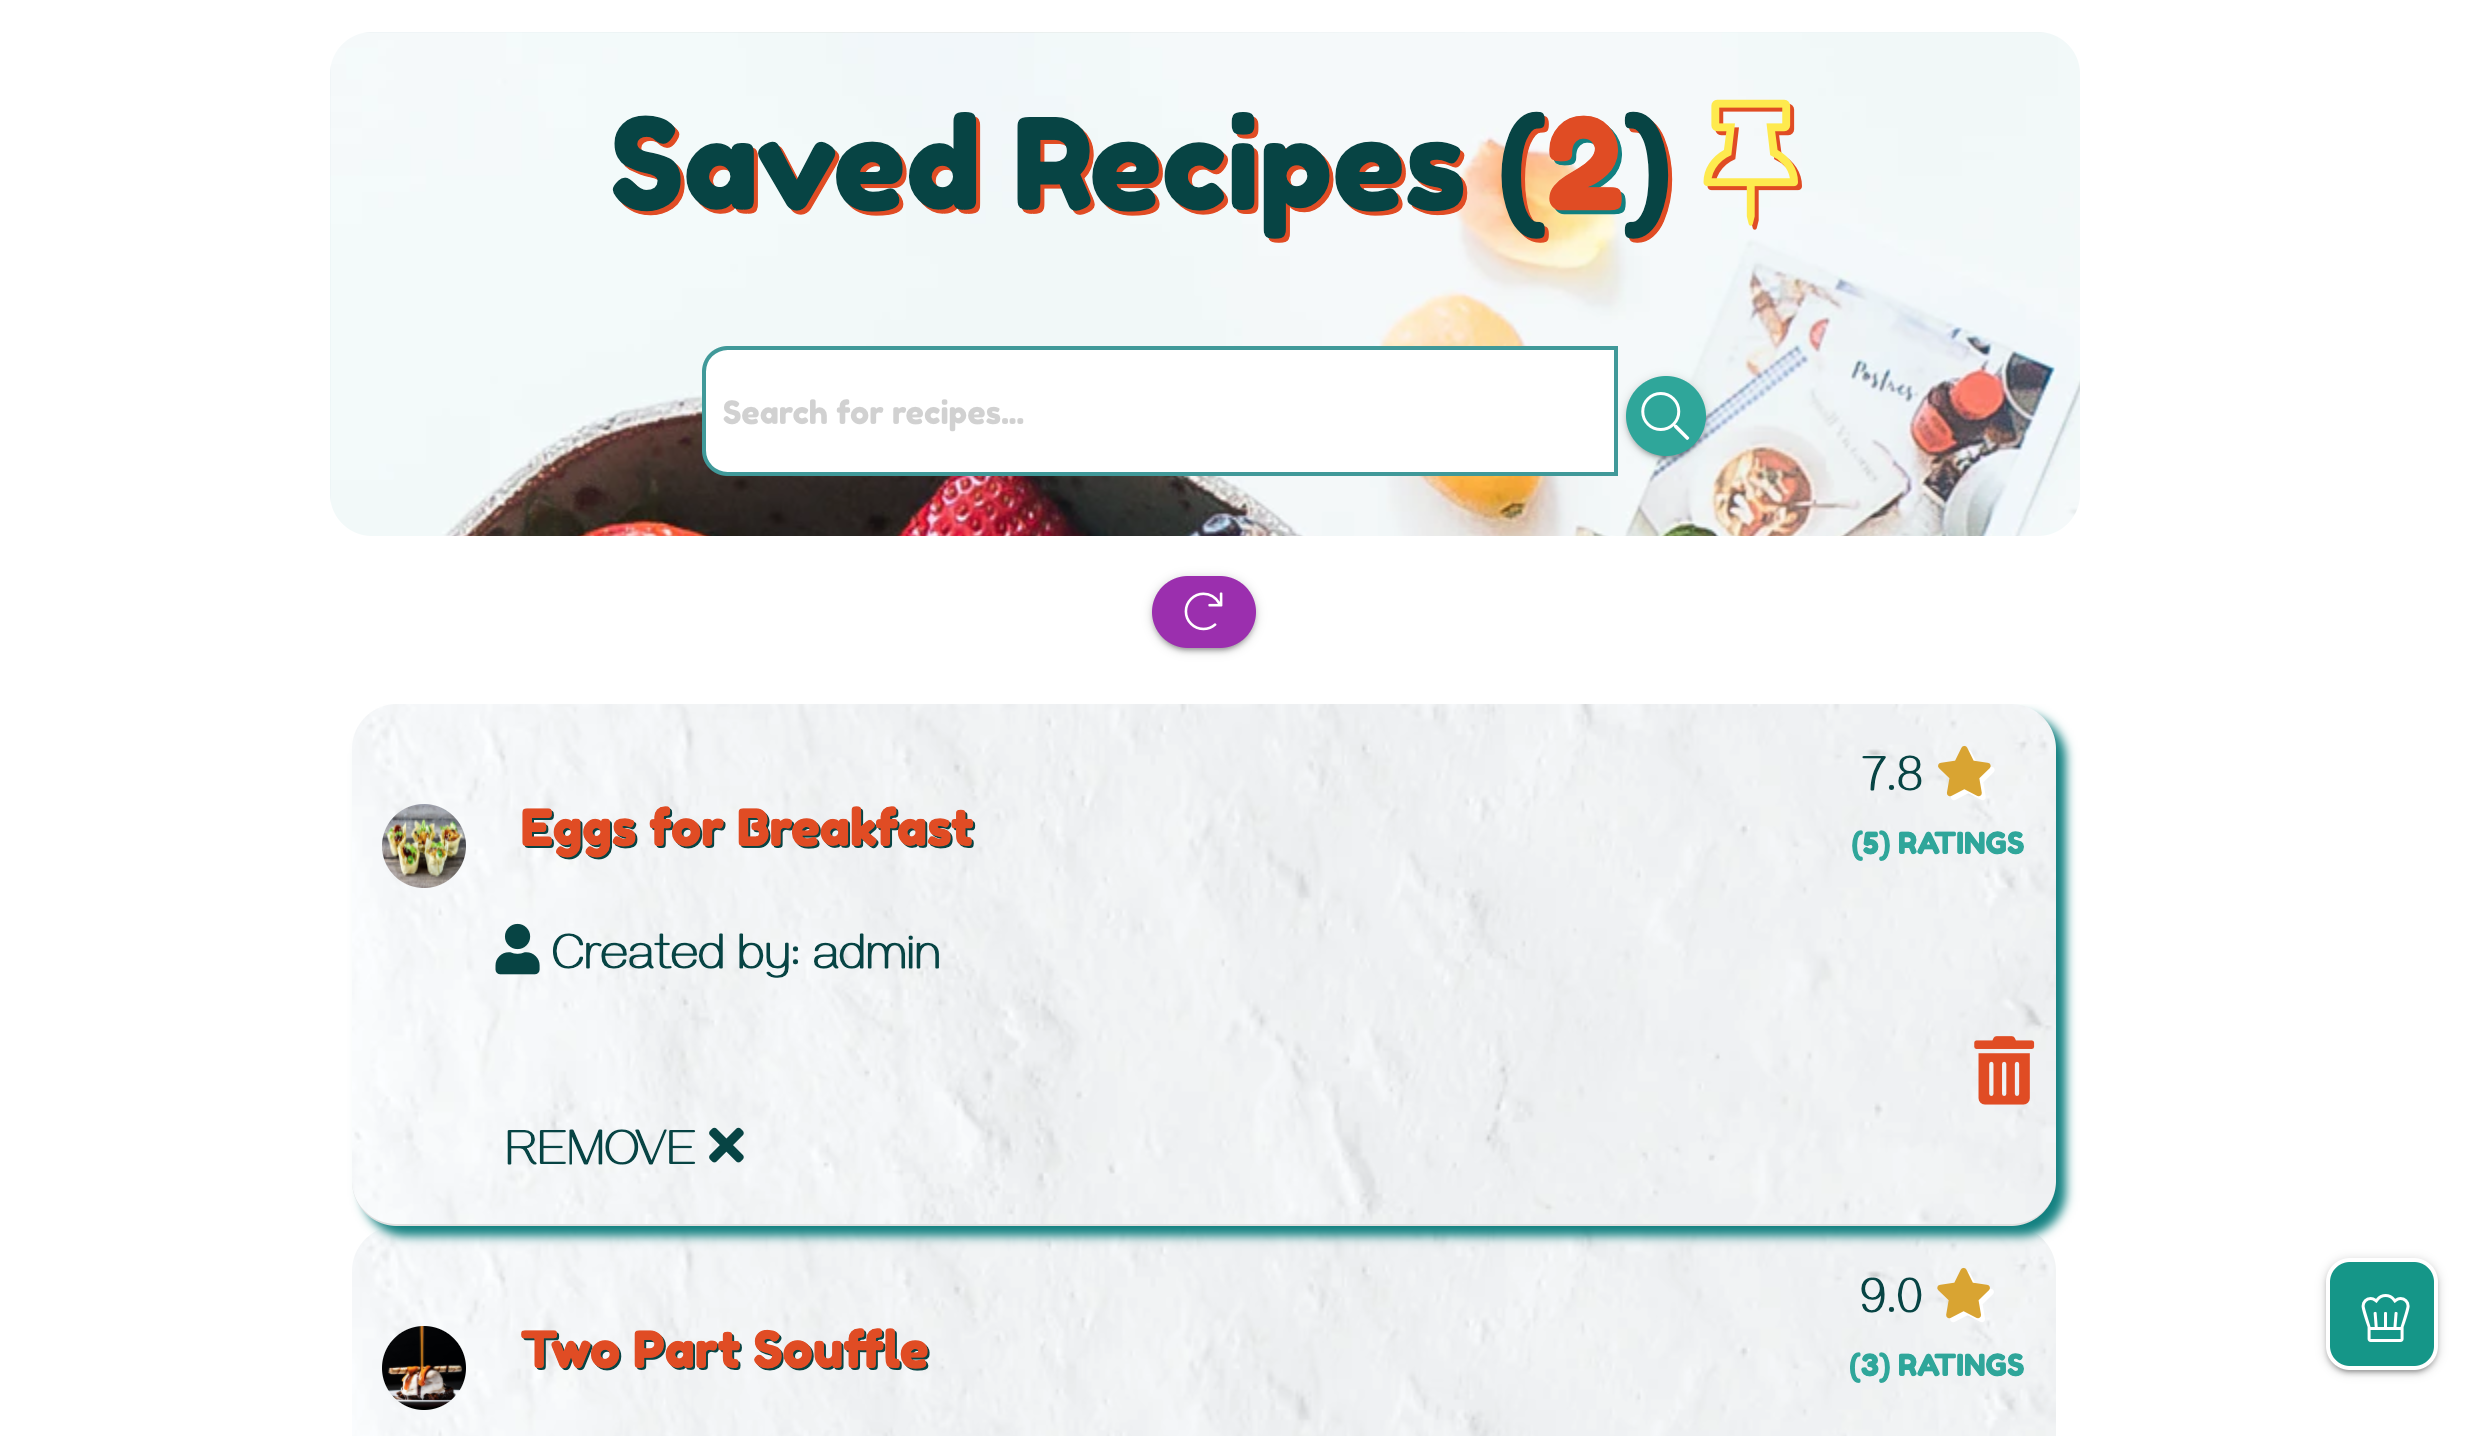 Saved Recipes (2)
Postres
Search for recipes...
7.8
Eggs for Breakfast
(5) RATINGS
Created by: admin
REMOVE
9.0
Two Part Souffle
(3) RATINGS